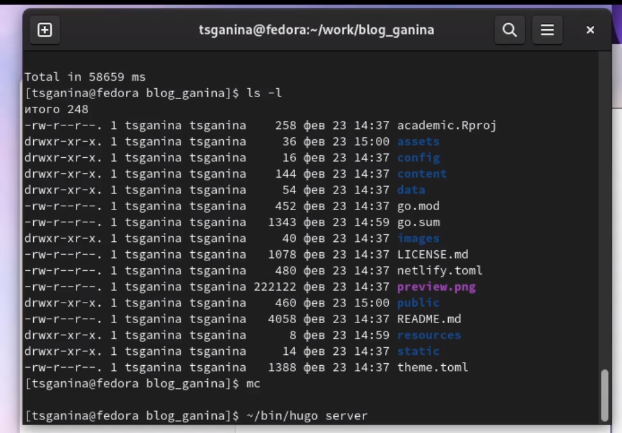 tsganina@fedora:~/work/blog_ganina
Total in 58659 ms
[tsganina@fedora blog_ganina]$ ls -l
итого 248
-rw-r--r--. 1 tsganina tsganina    258 фев 23 14:37 academic.Rproj
drwxr-xr-x. 1 tsganina tsganina     36 фев 23 15:00 assets
drwxr-xr-x. 1 tsganina tsganina     16 фев 23 14:37 config
drwxr-xr-x. 1 tsganina tsganina    144 фев 23 14:37 content
drwxr-xr-x. 1 tsganina tsganina     54 фев 23 14:37 data
-rw-r--r--. 1 tsganina tsganina    452 фев 23 14:37 go.mod
-rw-r--r--. 1 tsganina tsganina   1343 фев 23 14:59 go.sum
drwxr-xr-x. 1 tsganina tsganina     40 фев 23 14:37 images
-rw-r--r--. 1 tsganina tsganina   1078 фев 23 14:37 LICENSE.md
-rw-r--r--. 1 tsganina tsganina    480 фев 23 14:37 netlify.toml
-rw-r--r--. 1 tsganina tsganina 222122 фев 23 14:37 preview.png
drwxr-xr-x. 1 tsganina tsganina    460 фев 23 15:00 public
-rw-r--r--. 1 tsganina tsganina   4058 фев 23 14:37 README.md
drwxr-xr-x. 1 tsganina tsganina      8 фев 23 14:59 resources
drwxr-xr-x. 1 tsganina tsganina     14 фев 23 14:37 static
-rw-r--r--. 1 tsganina tsganina   1388 фев 23 14:37 theme.toml
[tsganina@fedora blog_ganina]$ mc
[tsganina@fedora blog_ganina]$ ~/bin/hugo server